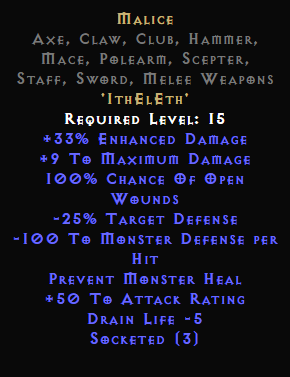 Malice
Axe, Claw, Club, Hammer,
Mace, Polearm, Scepter,
Staff, Sword, Melee Weapons
'IthElEth'
Required Level: 15
+33% Enhanced Damage
+9 To Maximum Damage
100% Chance Of Open
Wounds
-25% Target Defense
-100 To Monster Defense per
Hit
Prevent Monster Heal
+50 To Attack Rating
Drain Life -5
Socketed (3)